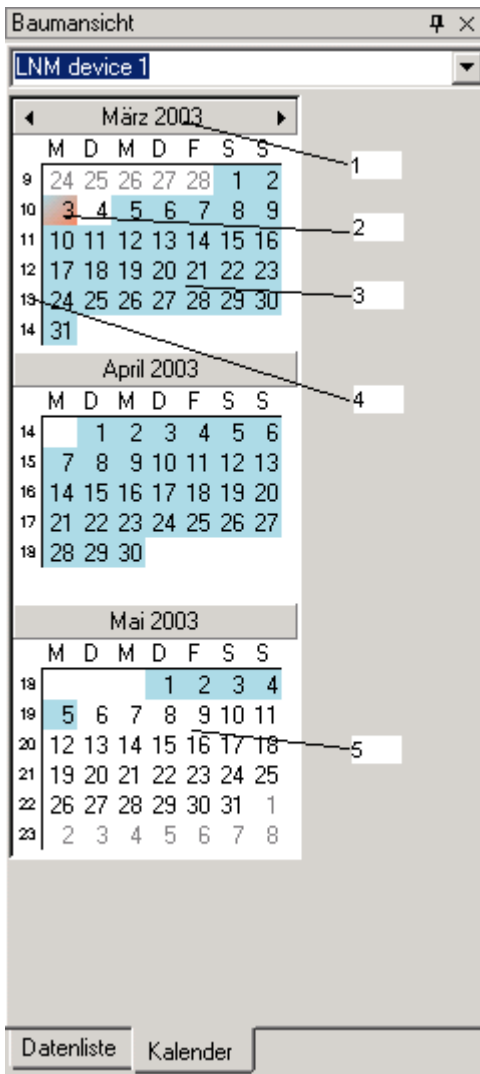 Baumansicht
LNM device 1
März 2003
M D M D F S S
9 24 25 26 27 28 1 2
10 3 4 5 6 7 8 9
11 10 11 12 13 14 15 16
12 17 18 19 20 21 22 23
13 24 25 26 27 28 29 30
14 31
1
2
3
4
April 2003
M D M D F S S
14 1 2 3 4 5 6
15 7 8 9 10 11 12 13
16 14 15 16 17 18 19 20
17 21 22 23 24 25 26 27
18 28 29 30
Mai 2003
M D M D F S S
18 1 2 3 4
19 5 6 7 8 9 10 11
20 12 13 14 15 16 17 18
21 19 20 21 22 23 24 25
22 26 27 28 29 30 31 1
23 2 3 4 5 6 7 8
5
Datenliste Kalender